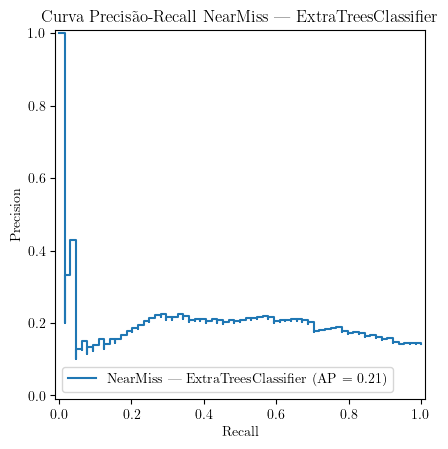 Curva Precisão-Recall NearMiss — ExtraTreesClassifier
1.0
0.8
0.6
0.4
0.2
0.0
Precision
NearMiss — ExtraTreesClassifier (AP = 0.21)
0.0 0.2 0.4 0.6 0.8 1.0
Recall